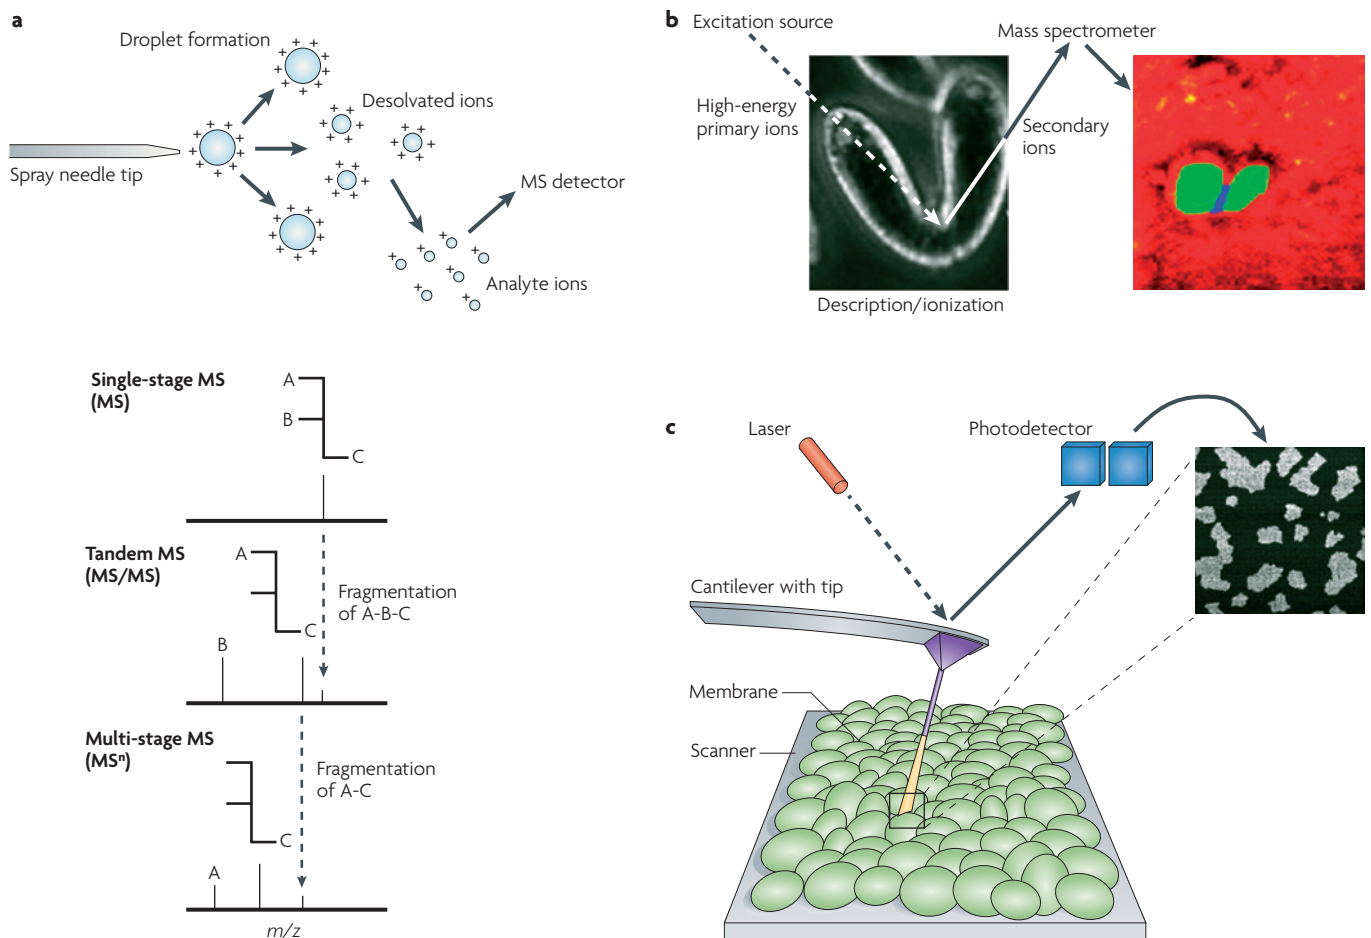 a
Droplet formation
Desolvated ions
Spray needle tip
MS detector
Analyte ions
Single-stage MS
(MS)
A
B
C
Tandem MS
(MS/MS)
A
C
Fragmentation
of A-B-C
B
Multi-stage MS
(MSⁿ)
Fragmentation
of A-C
C
A
m/z
b
Excitation source
Mass spectrometer
High-energy
primary ions
Secondary
ions
Description/ionization
c
Laser
Photodetector
Cantilever with tip
Membrane
Scanner